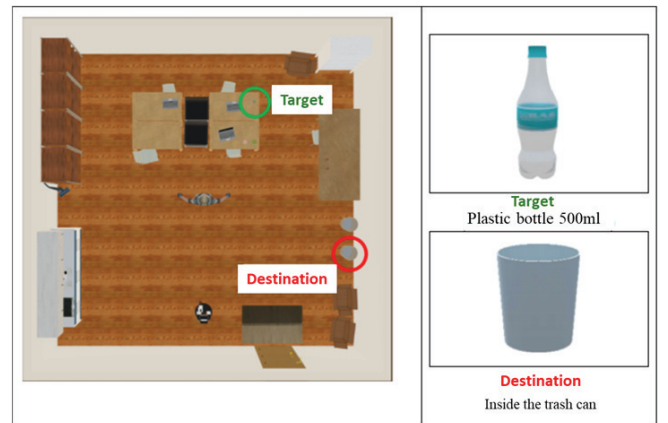 Target
Destination
Target
Plastic bottle 500ml
Destination
Inside the trash can